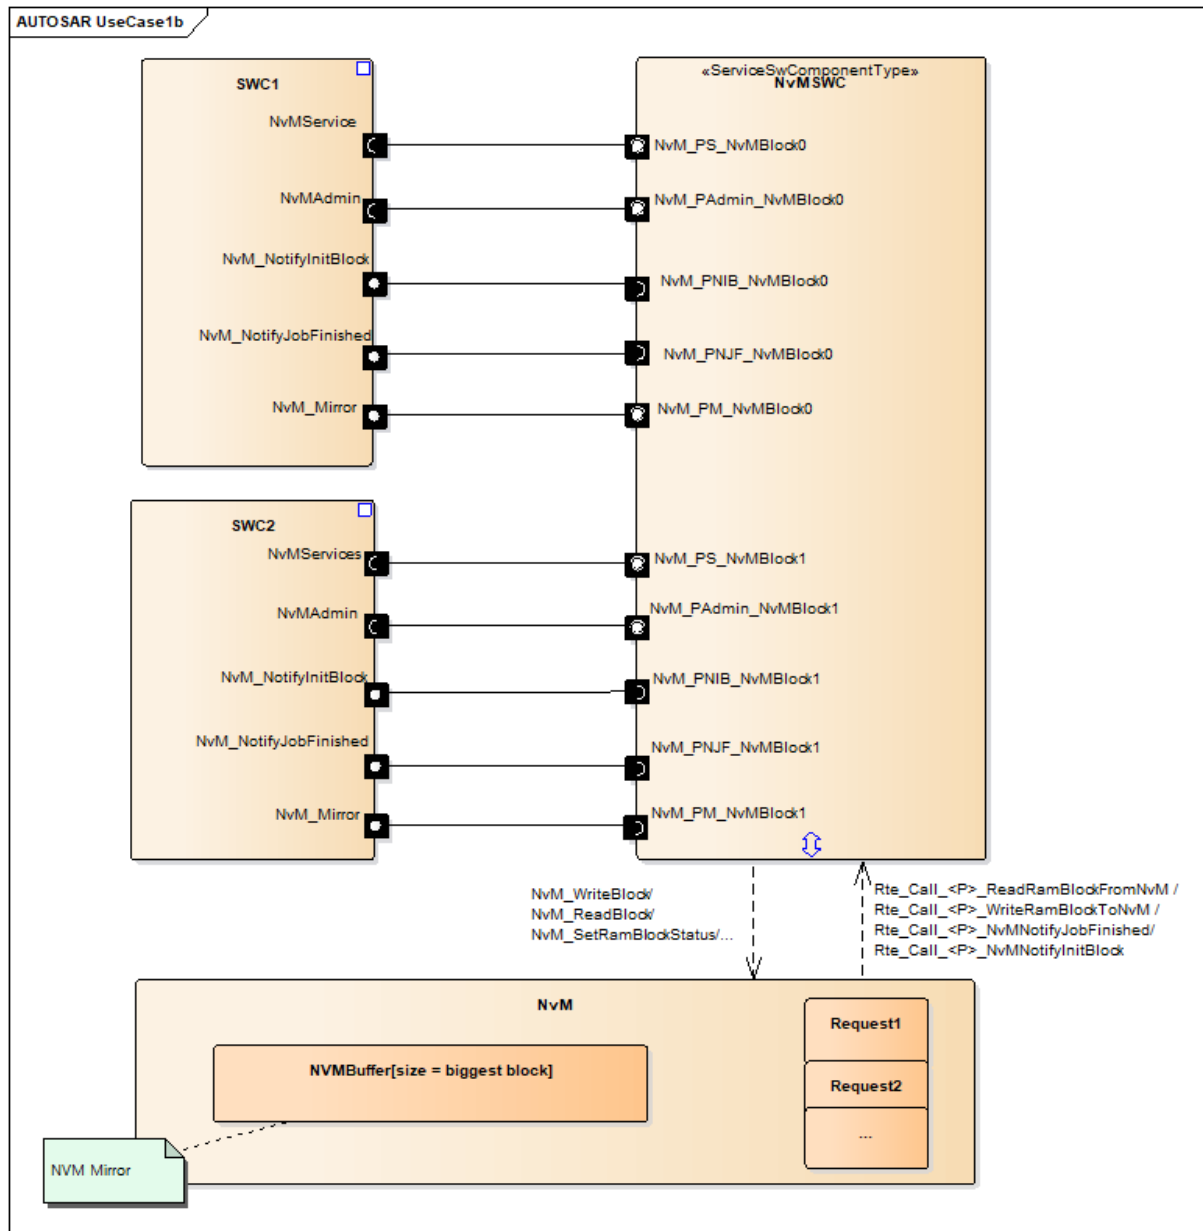 AUTOSAR UseCase1b
SWC1
NvMService
NvMAdmin
NvM_NotifyInitBlock
NvM_NotifyJobFinished
NvM_Mirror
«ServiceSwComponentType»
NvMSWC
NvM_PS_NvMBlock0
NvM_PAdmin_NvMBlock0
NvM_PNIB_NvMBlock0
NvM_PNJF_NvMBlock0
NvM_PM_NvMBlock0
SWC2
NvMServices
NvMAdmin
NvM_NotifyInitBlock
NvM_NotifyJobFinished
NvM_Mirror
NvM_PS_NvMBlock1
NvM_PAdmin_NvMBlock1
NvM_PNIB_NvMBlock1
NvM_PNJF_NvMBlock1
NvM_PM_NvMBlock1
NvM_WriteBlock/
NvM_ReadBlock/
NvM_SetRamBlockStatus/...
Rte_Call_<P>_ReadRamBlockFromNvM /
Rte_Call_<P>_WriteRamBlockToNvM /
Rte_Call_<P>_NvMNotifyJobFinished/
Rte_Call_<P>_NvMNotifyInitBlock
NvM
NVMBuffer[size = biggest block]
Request1
Request2
...
NVM Mirror